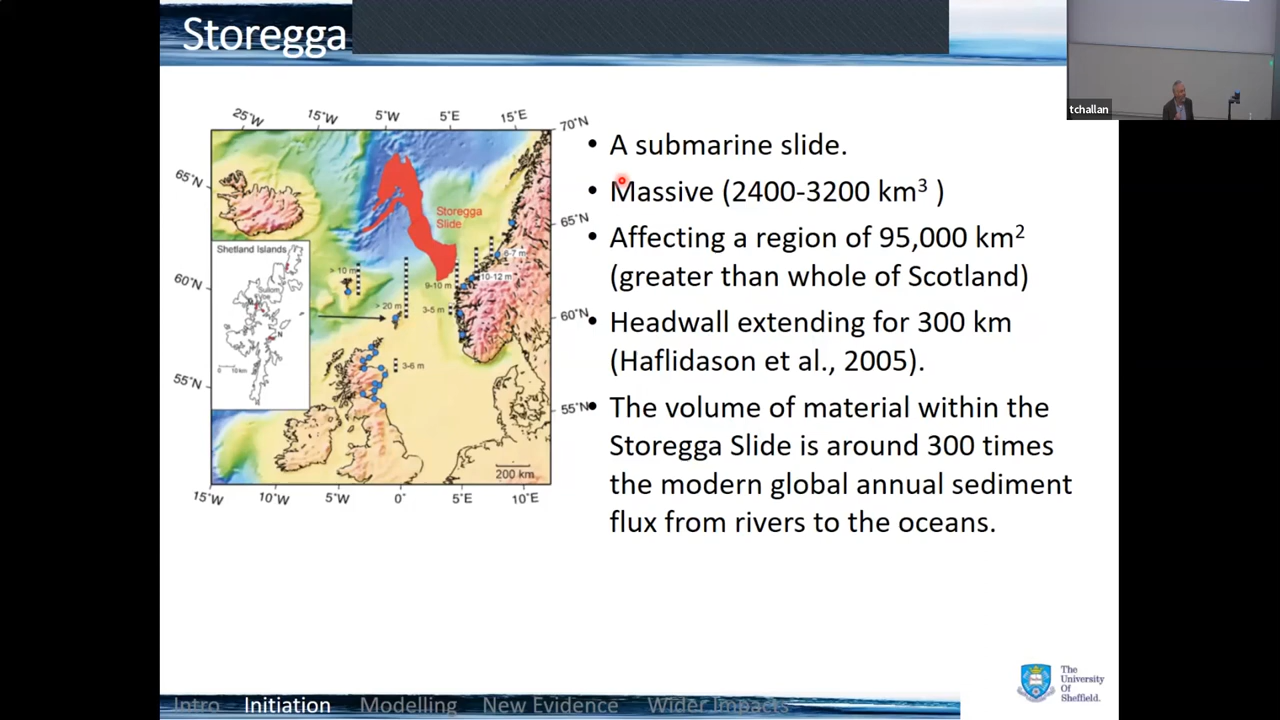 Storegga
tchallan
25°W 15°W 5°W 5°E 15°E
70°N
65°N
Storegga
Slide
65°N
Shetland Islands
6-7 m
> 10 m
10-12 m
60°N
9-10 m
> 20 m
3-5 m
60°N
3-6 m
55°N
55°N
200 km
15°W 10°W 5°W 0° 5°E 10°E
• A submarine slide.
• Massive (2400-3200 km³ )
• Affecting a region of 95,000 km²
(greater than whole of Scotland)
• Headwall extending for 300 km
(Haflidason et al., 2005).
• The volume of material within the
Storegga Slide is around 300 times
the modern global annual sediment
flux from rivers to the oceans.
The
University
Of
Sheffield.
Intro Initiation Modelling New Evidence Wider Impacts